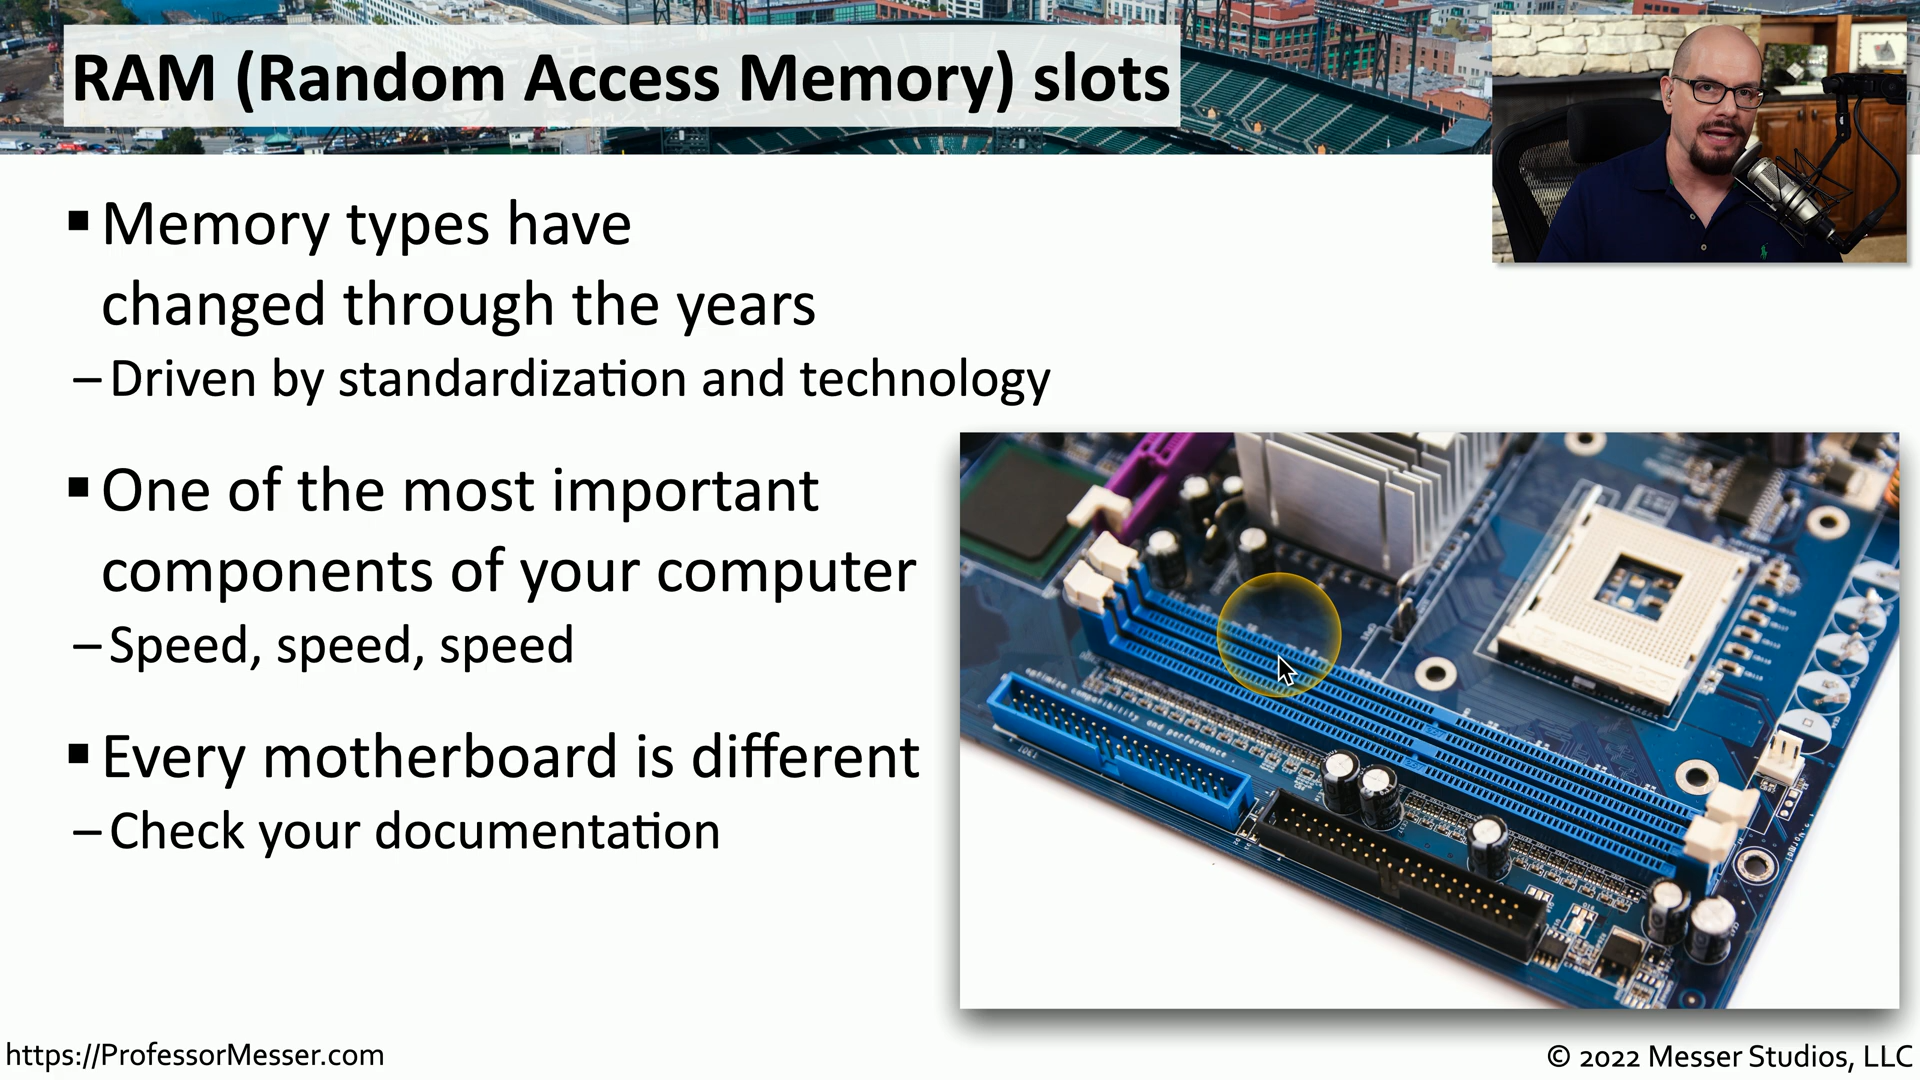 RAM (Random Access Memory) slots
▪ Memory types have
changed through the years
– Driven by standardization and technology
▪ One of the most important
components of your computer
– Speed, speed, speed
▪ Every motherboard is different
– Check your documentation
optimize compatibility and performance.
IDE1
https://ProfessorMesser.com
© 2022 Messer Studios, LLC